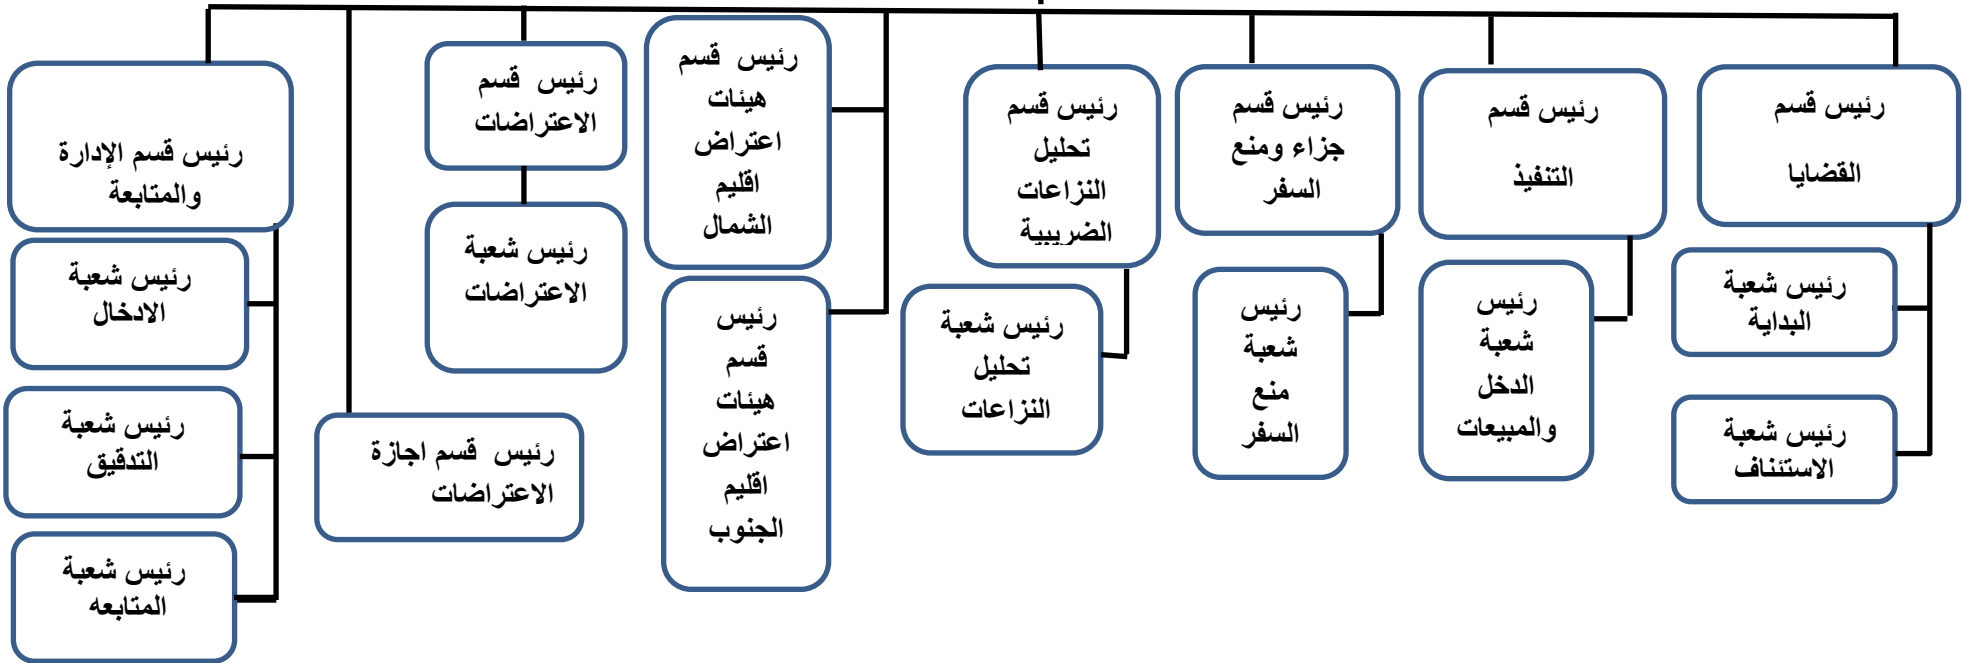 رئيس قسم
القضايا
رئيس شعبة
البداية
رئيس شعبة
الاستئناف
رئيس قسم
التنفيذ
رئيس
شعبة
الدخل
والمبيعات
رئيس قسم
جزاء ومنع
السفر
رئيس
شعبة
منع
السفر
رئيس قسم
تحليل
النزاعات
الضريبية
رئيس شعبة
تحليل
النزاعات
رئيس قسم
هيئات
اعتراض
اقليم
الشمال
رئيس
قسم
هيئات
اعتراض
اقليم
الجنوب
رئيس قسم
الاعتراضات
رئيس شعبة
الاعتراضات
رئيس قسم اجازة
الاعتراضات
رئيس قسم الإدارة
والمتابعة
رئيس شعبة
الادخال
رئيس شعبة
التدقيق
رئيس شعبة
المتابعه